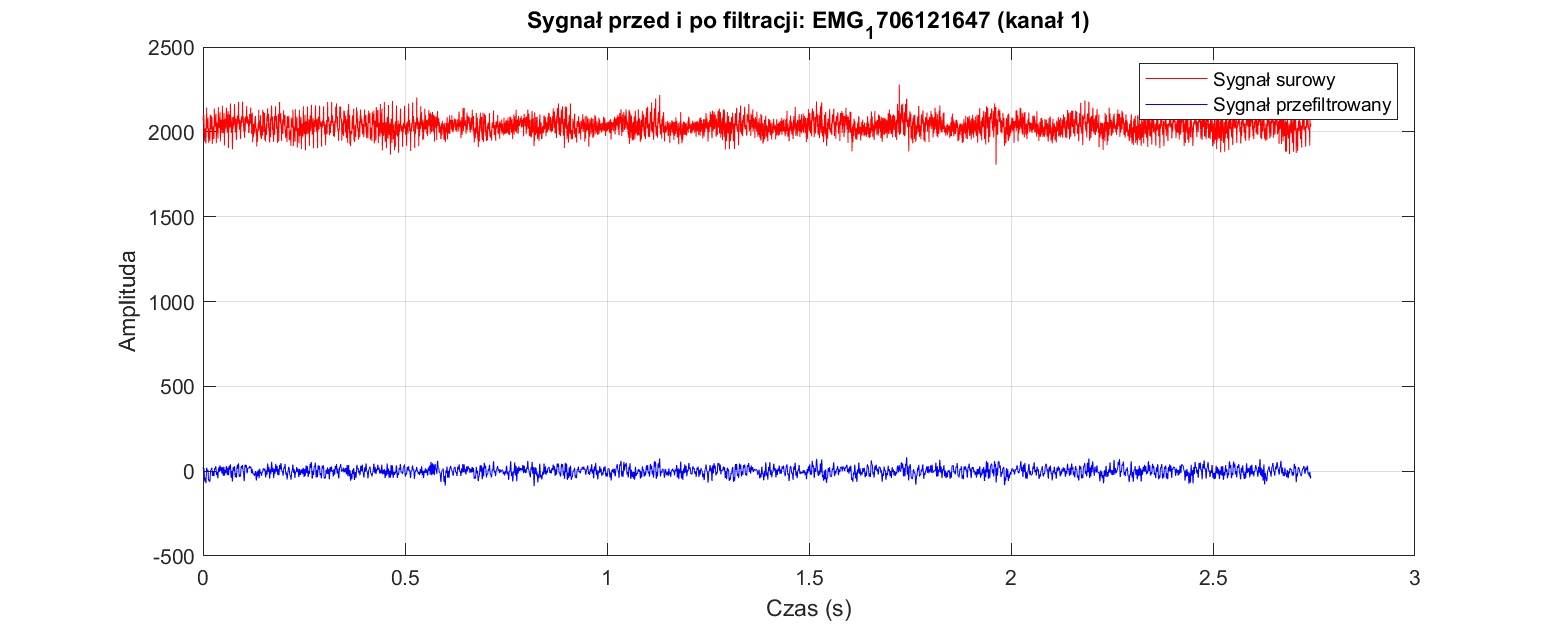 Sygnał przed i po filtracji: EMG₁706121647 (kanał 1)
2500
2000
1500
1000
500
0
-500
Amplituda
Sygnał surowy
Sygnał przefiltrowany
0 0.5 1 1.5 2 2.5 3
Czas (s)